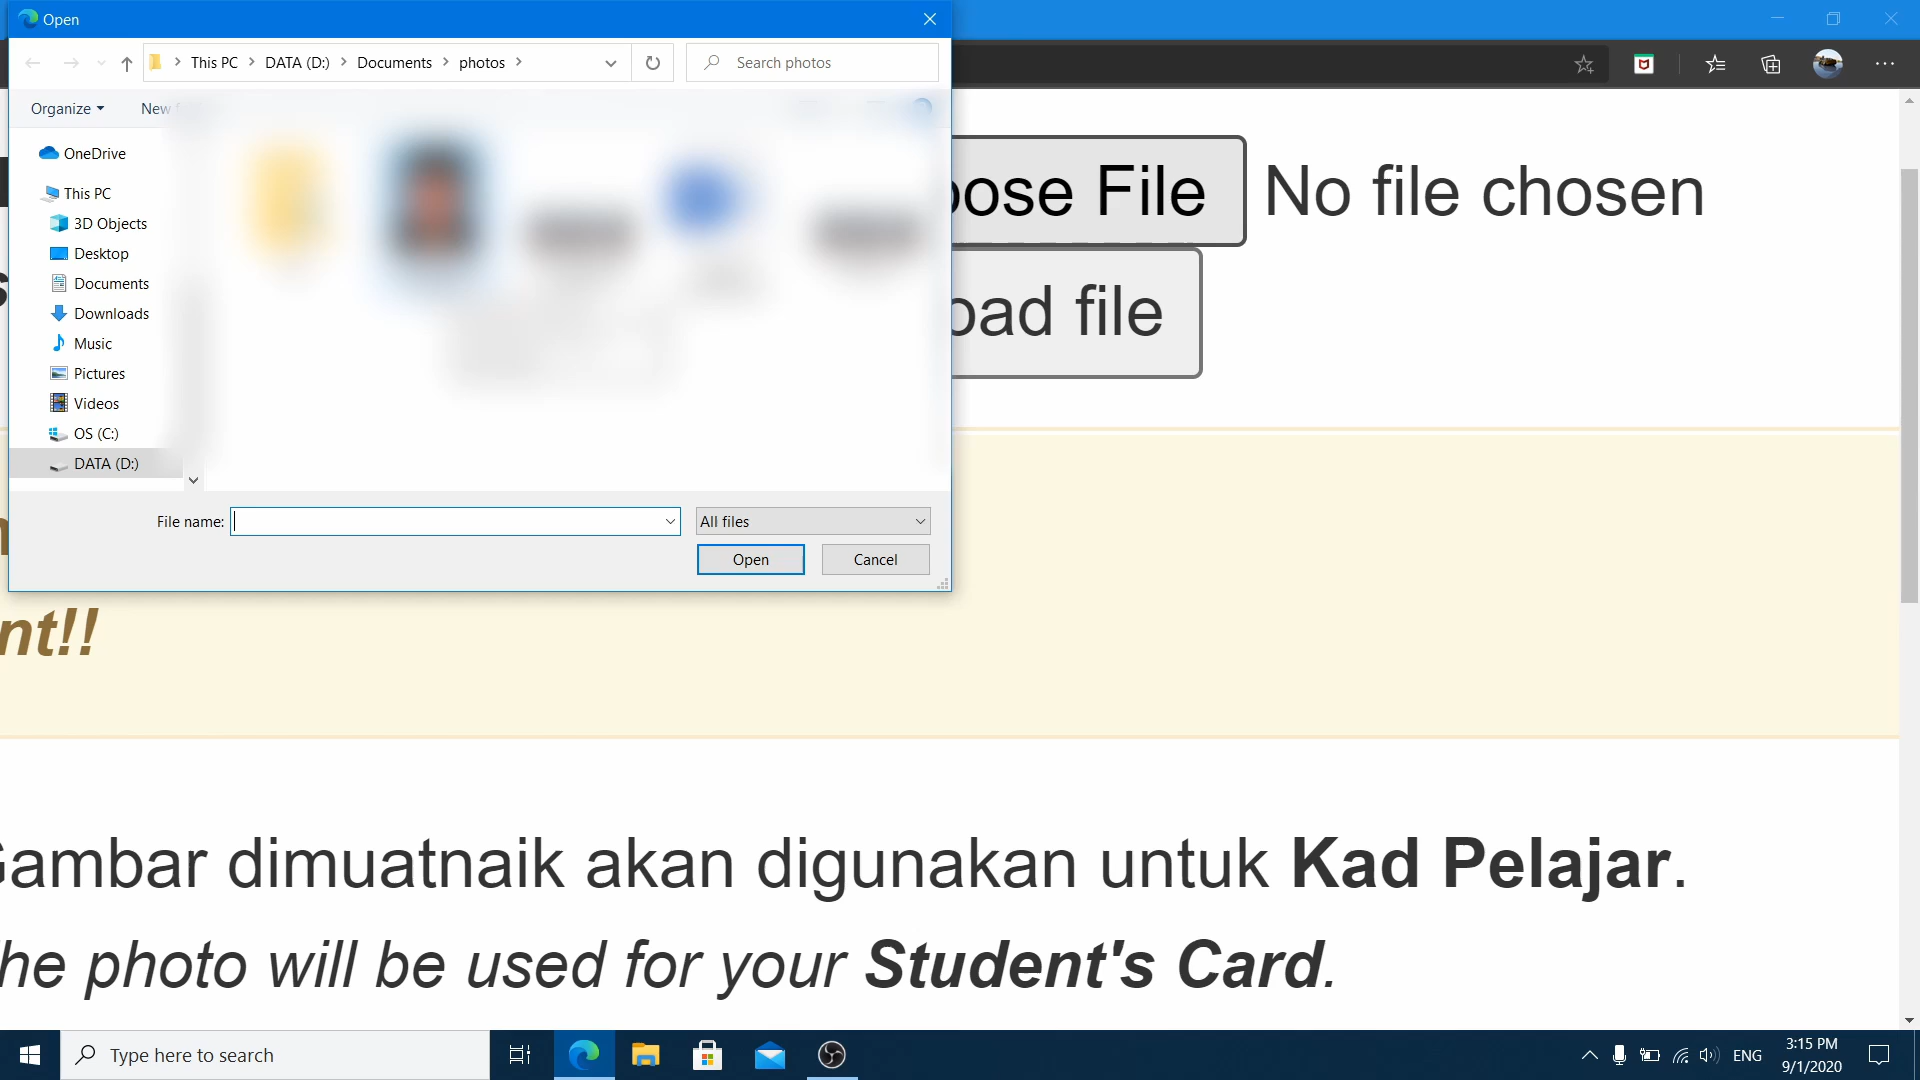 Open
This PC > DATA (D:) > Documents > photos >
Search photos
Organize
New
OneDrive
This PC
3D Objects
Desktop
Documents
Downloads
Music
Pictures
Videos
OS (C:)
DATA (D:)
File name:
All files
Open
Cancel
oose File
No file chosen
oad file
nt!!
Gambar dimuatnaik akan digunakan untuk Kad Pelajar.
he photo will be used for your Student's Card.
Type here to search
ENG
3:15 PM
9/1/2020